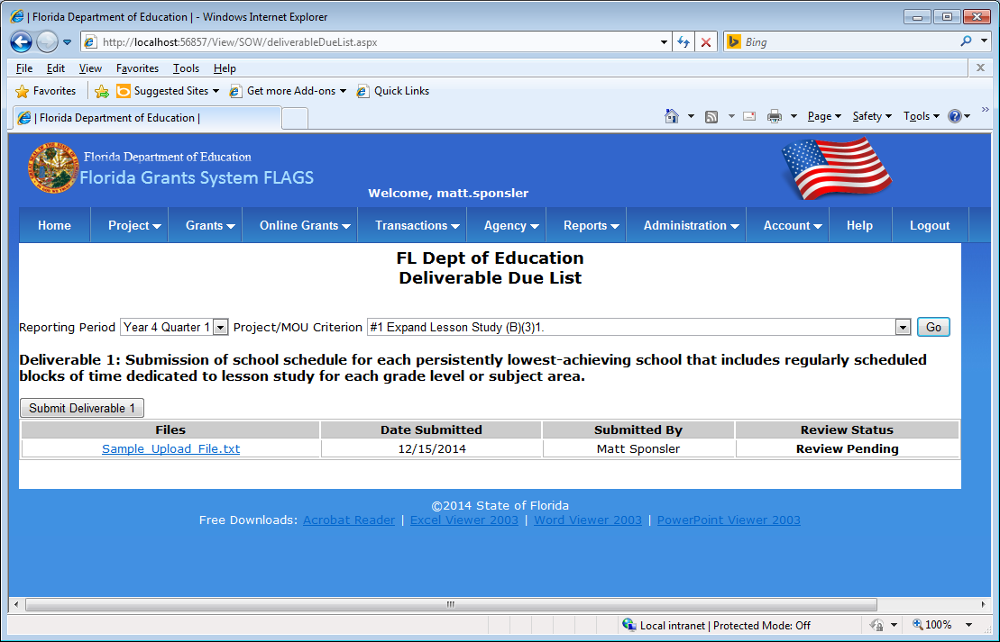 | Florida Department of Education | - Windows Internet Explorer
http://localhost:56857/View/SOW/deliverableDueList.aspx
Bing
File Edit View Favorites Tools Help
Favorites Suggested Sites Get more Add-ons Quick Links
| Florida Department of Education |
Page Safety Tools
Florida Department of Education
Florida Grants System FLAGS
Welcome, matt.sponsler
Home Project Grants Online Grants Transactions Agency Reports Administration Account Help Logout
FL Dept of Education
Deliverable Due List
Reporting Period Year 4 Quarter 1 Project/MOU Criterion #1 Expand Lesson Study (B)(3)1. Go
Deliverable 1: Submission of school schedule for each persistently lowest-achieving school that includes regularly scheduled
blocks of time dedicated to lesson study for each grade level or subject area.
Submit Deliverable 1
Files Date Submitted Submitted By Review Status
Sample_Upload_File.txt 12/15/2014 Matt Sponsler Review Pending
©2014 State of Florida
Free Downloads: Acrobat Reader | Excel Viewer 2003 | Word Viewer 2003 | PowerPoint Viewer 2003
Local intranet | Protected Mode: Off
100%